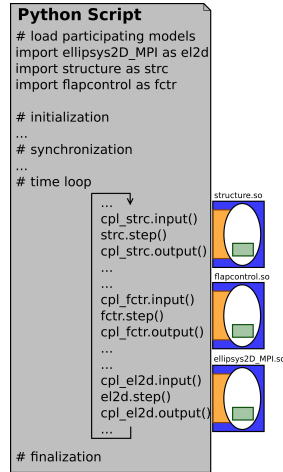 Python Script
# load participating models
import ellipsys2D_MPI as el2d
import structure as strc
import flapcontrol as fctr
# initialization
...
# synchronization
...
# time loop
...
cpl_strc.input()
strc.step()
cpl_strc.output()
...
...
cpl_fctr.input()
fctr.step()
cpl_fctr.output()
...
...
cpl_el2d.input()
el2d.step()
cpl_el2d.output()
...
# finalization
structure.so
flapcontrol.so
ellipsys2D_MPI.so